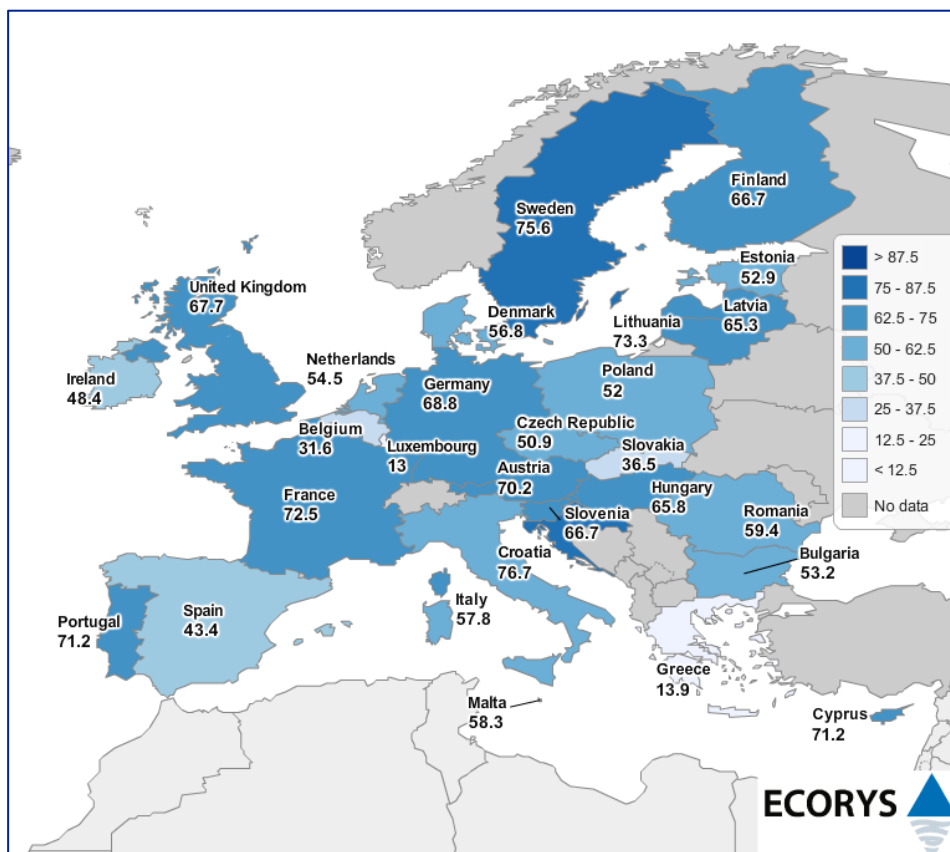 Finland
66.7
Sweden
75.6
Estonia
52.9
United Kingdom
67.7
Denmark
56.8
Latvia
65.3
Lithuania
73.3
Netherlands
54.5
Ireland
48.4
Germany
68.8
Poland
52
Belgium
31.6
Czech Republic
50.9
Luxembourg
13
Slovakia
36.5
Austria
70.2
France
72.5
Hungary
65.8
Slovenia
66.7
Romania
59.4
Croatia
76.7
Bulgaria
53.2
Italy
57.8
Portugal
71.2
Spain
43.4
Greece
13.9
Malta
58.3
Cyprus
71.2
> 87.5
75 - 87.5
62.5 - 75
50 - 62.5
37.5 - 50
25 - 37.5
12.5 - 25
< 12.5
No data
ECORYS